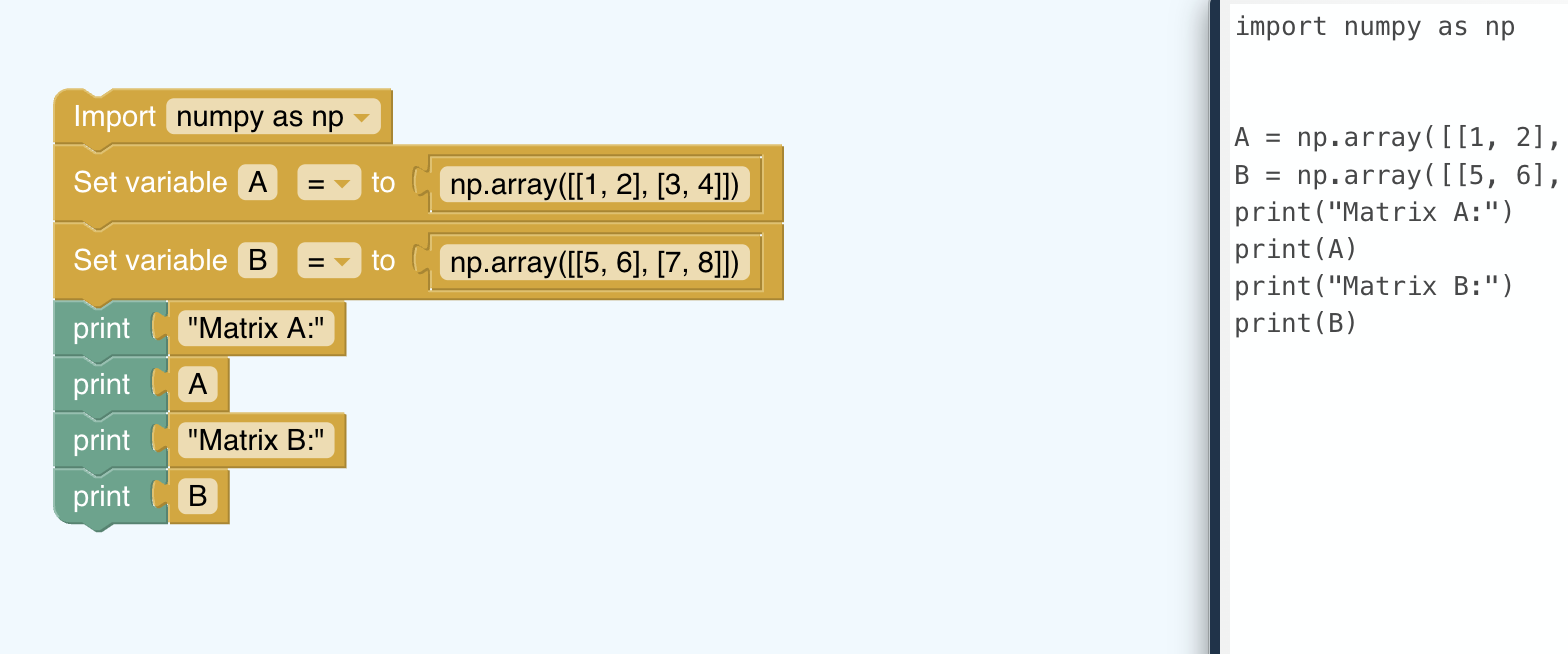 Import numpy as np
Set variable A = to np.array([[1, 2], [3, 4]])
Set variable B = to np.array([[5, 6], [7, 8]])
print "Matrix A:"
print A
print "Matrix B:"
print B
import numpy as np
A = np.array([[1, 2],
B = np.array([[5, 6],
print("Matrix A:")
print(A)
print("Matrix B:")
print(B)